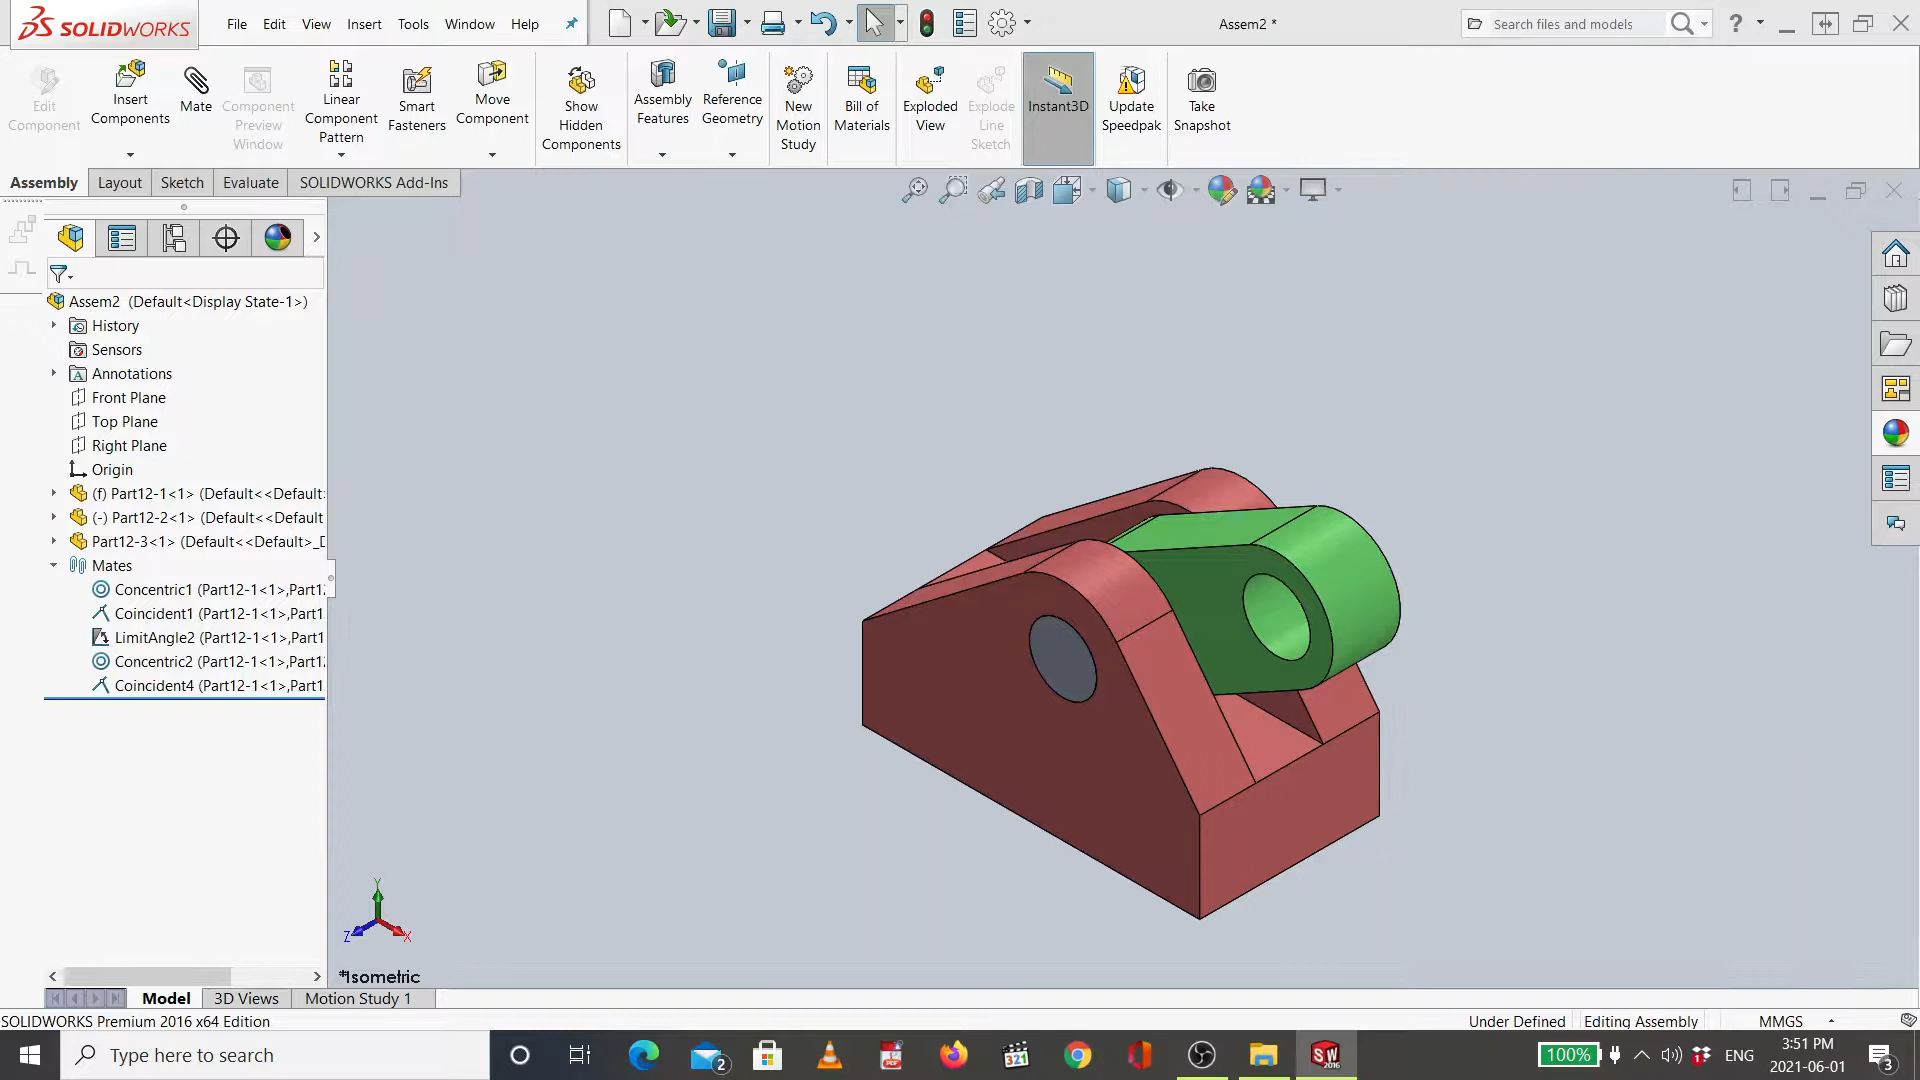 SOLIDWORKS
File Edit View Insert Tools Window Help
Assem2 *
Search files and models
?
Edit Component
Insert Components
Mate
Component Preview Window
Linear Component Pattern
Smart Fasteners
Move Component
Show Hidden Components
Assembly Features
Reference Geometry
New Motion Study
Bill of Materials
Exploded View
Explode Line Sketch
Instant3D
Update Speedpak
Take Snapshot
Assembly Layout Sketch Evaluate SOLIDWORKS Add-Ins
Assem2 (Default<Display State-1>)
History
Sensors
Annotations
Front Plane
Top Plane
Right Plane
Origin
(f) Part12-1<1> (Default<<Default
(-) Part12-2<1> (Default<<Default
Part12-3<1> (Default<<Default>_D
Mates
Concentric1 (Part12-1<1>,Part1
Coincident1 (Part12-1<1>,Part1
LimitAngle2 (Part12-1<1>,Part1
Concentric2 (Part12-1<1>,Part1
Coincident4 (Part12-1<1>,Part1
Y
Z X
*Isometric
Model 3D Views Motion Study 1
SOLIDWORKS Premium 2016 x64 Edition
Under Defined Editing Assembly MMGS
Type here to search
2
321
SW
2016
100%
1
ENG
3:51 PM
2021-06-01
3